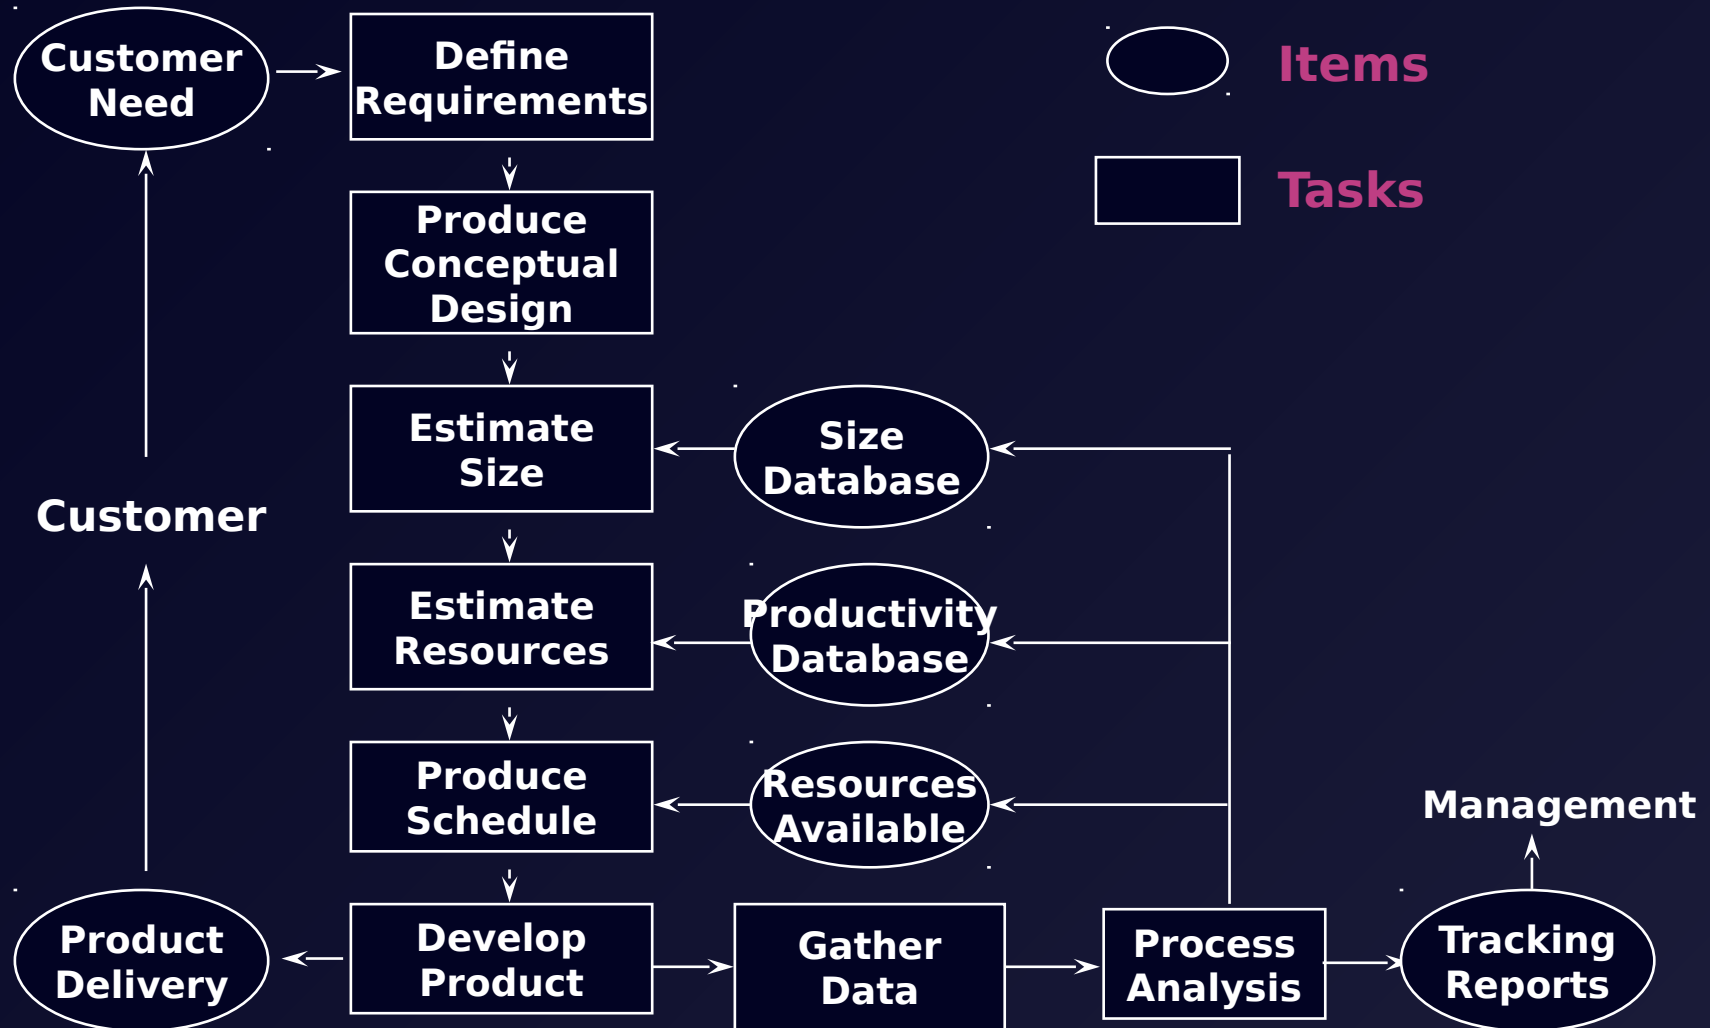 Customer
Need
Define
Requirements
Items
Tasks
Produce
Conceptual
Design
Estimate
Size
Size
Database
Customer
Estimate
Resources
Productivity
Database
Produce
Schedule
Resources
Available
Management
Product
Delivery
Develop
Product
Gather
Data
Process
Analysis
Tracking
Reports